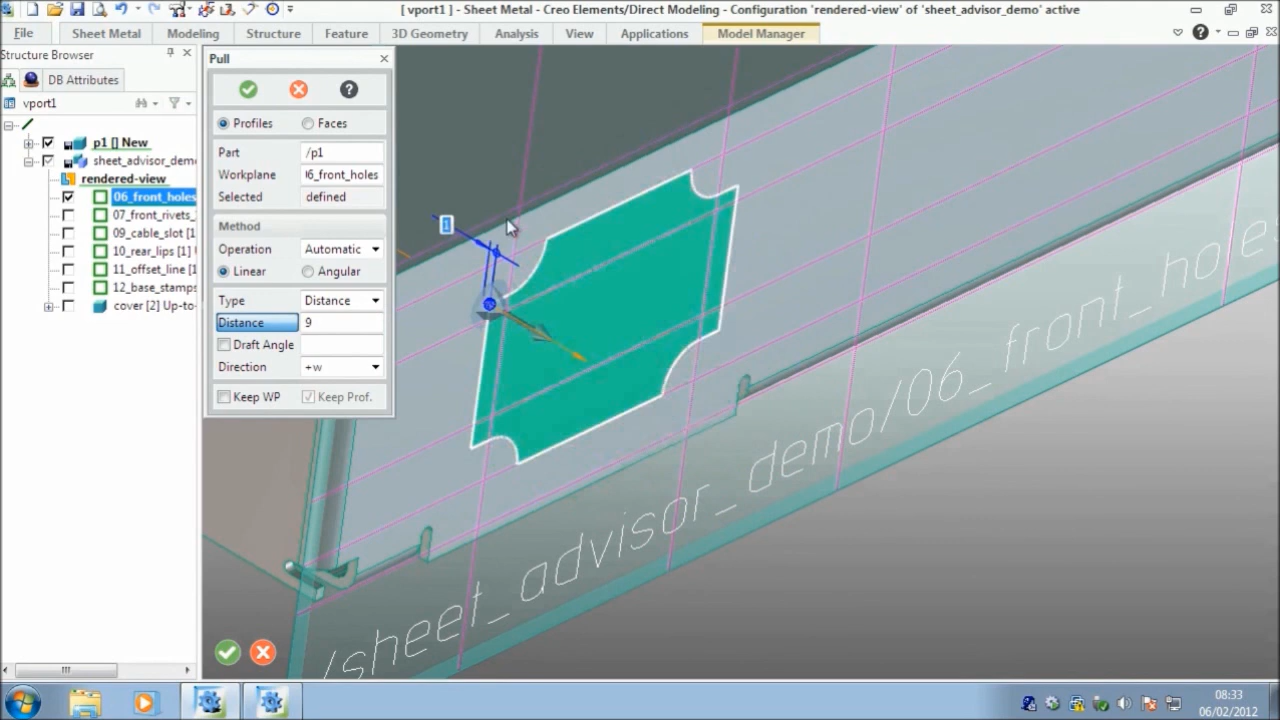 [ vport1 ] - Sheet Metal - Creo Elements/Direct Modeling - Configuration 'rendered-view' of 'sheet_advisor_demo' active
File Sheet Metal Modeling Structure Feature 3D Geometry Analysis View Applications Model Manager
Structure Browser
DB Attributes
vport1
p1 [] New
sheet_advisor_demo
rendered-view
06_front_holes
07_front_rivets_
09_cable_slot [1]
10_rear_lips [1] U
11_offset_line [1
12_base_stamps
cover [2] Up-to-
Pull
Profiles Faces
Part /p1
Workplane 06_front_holes
Selected defined
Method
Operation Automatic
Linear Angular
Type Distance
Distance 9
Draft Angle
Direction +w
Keep WP Keep Prof.
1
/sheet_advisor_demo/06_front_hole
08:33
06/02/2012